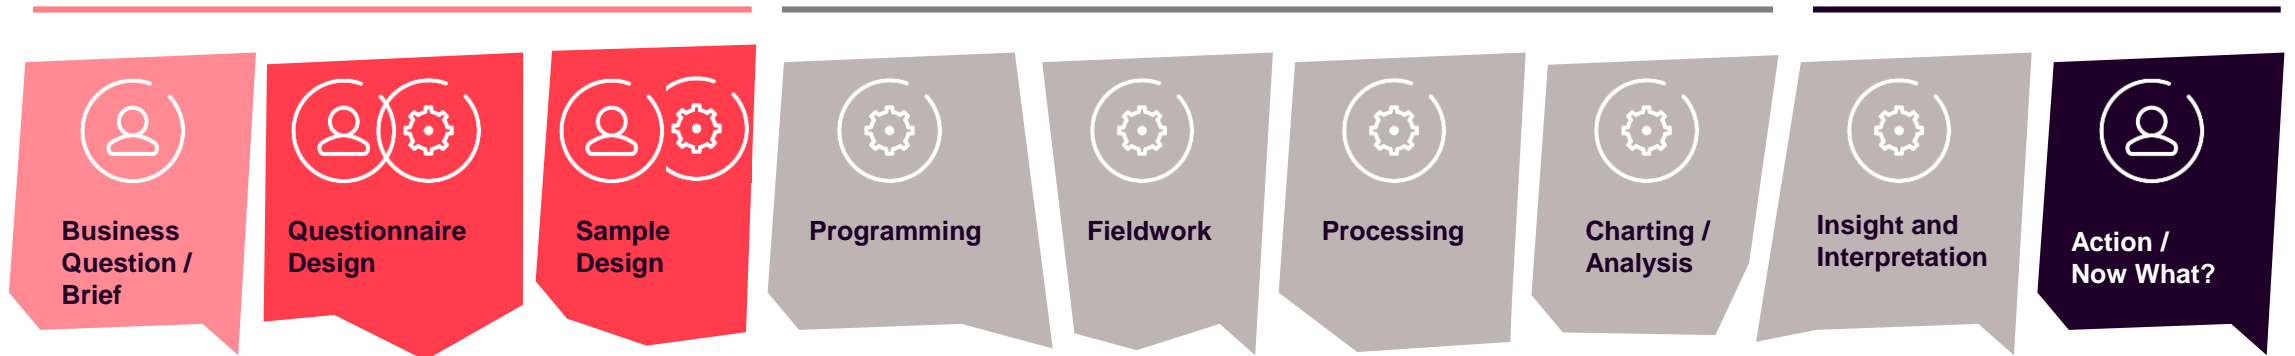 Business
Question /
Brief
Questionnaire
Design
Sample
Design
Programming
Fieldwork
Processing
Charting /
Analysis
Insight and
Interpretation
Action /
Now What?